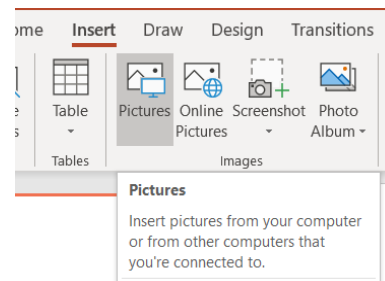 Insert Draw Design Transitions
Table Pictures Online Screenshot Photo
Pictures Album
Tables Images
Pictures
Insert pictures from your computer
or from other computers that
you're connected to.